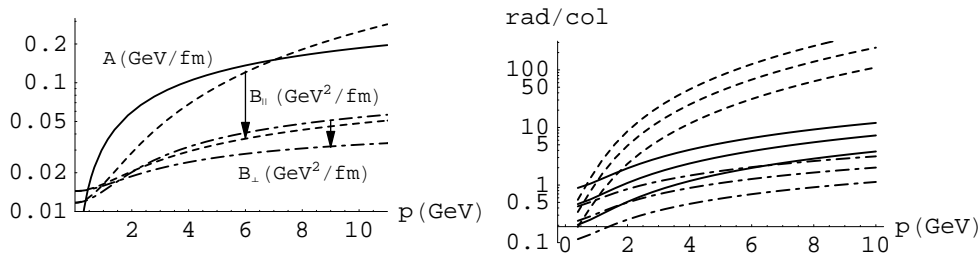 0.2
0.1
0.05
0.02
0.01
A(GeV/fm)
B∥ (GeV²/fm)
B⊥ (GeV²/fm)
2 4 6 8 10
p(GeV)
rad/col
100
50
10
5
1
0.5
0.1
0 2 4 6 8 10
p(GeV)